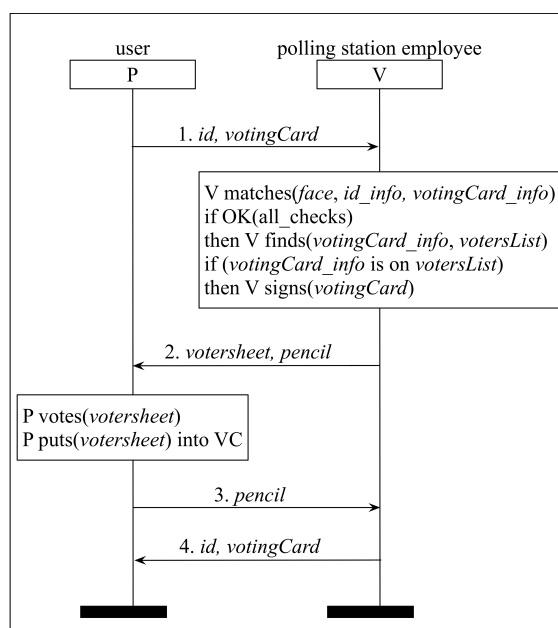 user
polling station employee
P
V
1. id, votingCard
V matches(face, id_info, votingCard_info)
if OK(all_checks)
then V finds(votingCard_info, votersList)
if (votingCard_info is on votersList)
then V signs(votingCard)
2. votersheet, pencil
P votes(votersheet)
P puts(votersheet) into VC
3. pencil
4. id, votingCard